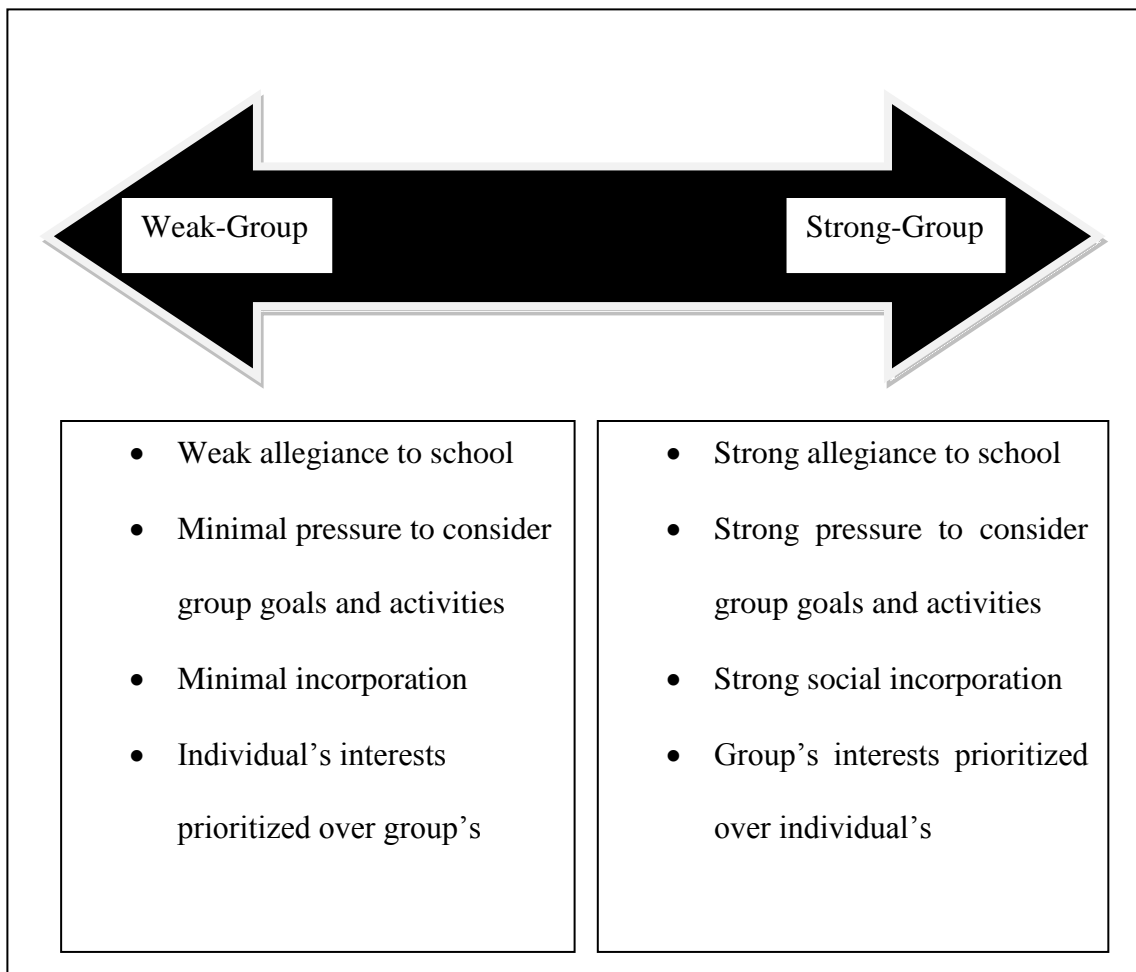 Weak-Group
Strong-Group
• Weak allegiance to school
• Minimal pressure to consider
group goals and activities
• Minimal incorporation
• Individual’s interests
prioritized over group’s
• Strong allegiance to school
• Strong pressure to consider
group goals and activities
• Strong social incorporation
• Group’s interests prioritized
over individual’s